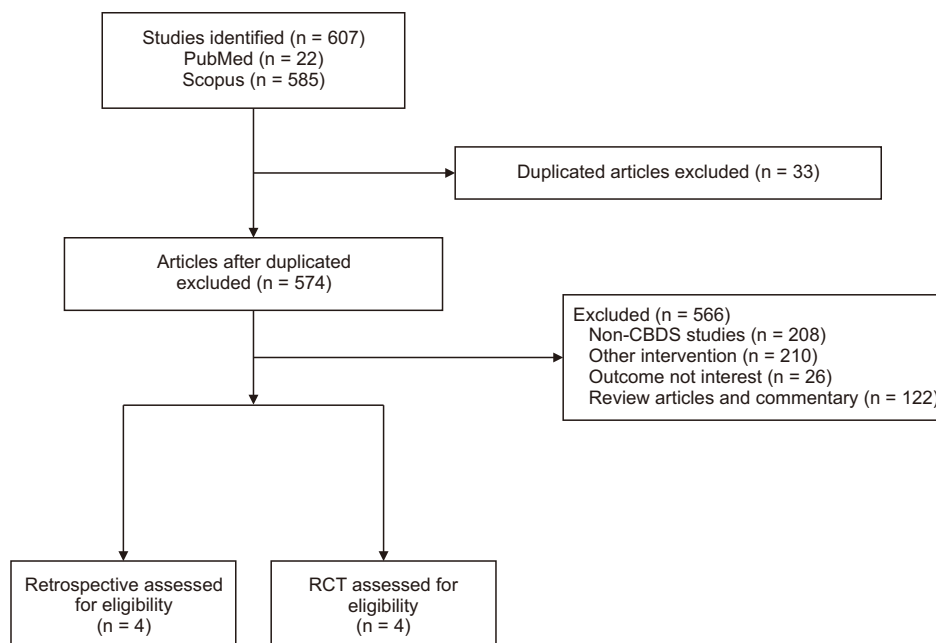 Studies identified (n = 607)
PubMed (n = 22)
Scopus (n = 585)
Duplicated articles excluded (n = 33)
Articles after duplicated
excluded (n = 574)
Excluded (n = 566)
Non-CBDS studies (n = 208)
Other intervention (n = 210)
Outcome not interest (n = 26)
Review articles and commentary (n = 122)
Retrospective assessed
for eligibility
(n = 4)
RCT assessed for
eligibility
(n = 4)